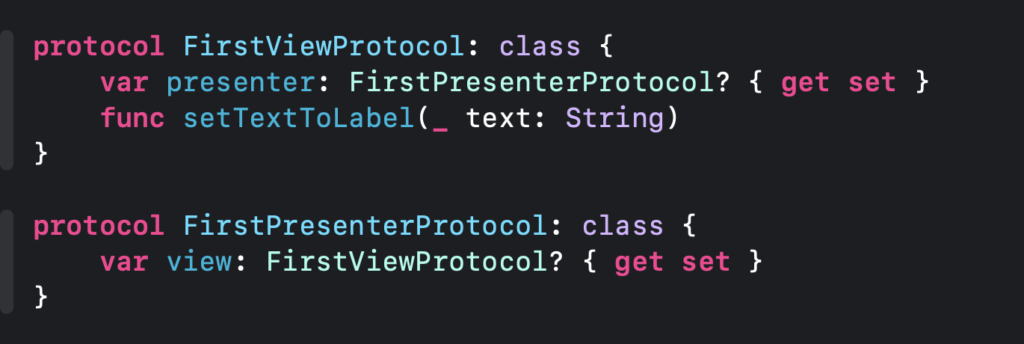 protocol FirstViewProtocol: class {
    var presenter: FirstPresenterProtocol? { get set }
    func setTextToLabel(_ text: String)
}
protocol FirstPresenterProtocol: class {
    var view: FirstViewProtocol? { get set }
}